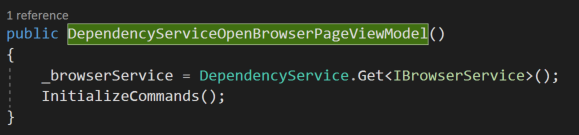 1 reference
public DependencyServiceOpenBrowserPageViewModel()
{
_browserService = DependencyService.Get<IBrowserService>();
InitializeCommands();
}